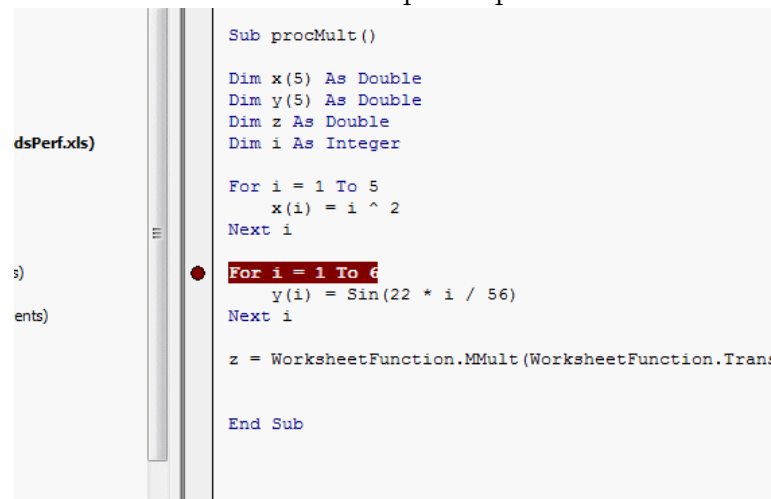 Sub procMult()
Dim x(5) As Double
Dim y(5) As Double
Dim z As Double
dsPerf.xls)
Dim i As Integer
For i = 1 To 5
x(i) = i ^ 2
Next i
s)
For i = 1 To 6
y(i) = Sin(22 * i / 56)
ents)
Next i
z = WorksheetFunction.MMult(WorksheetFunction.Trans
End Sub